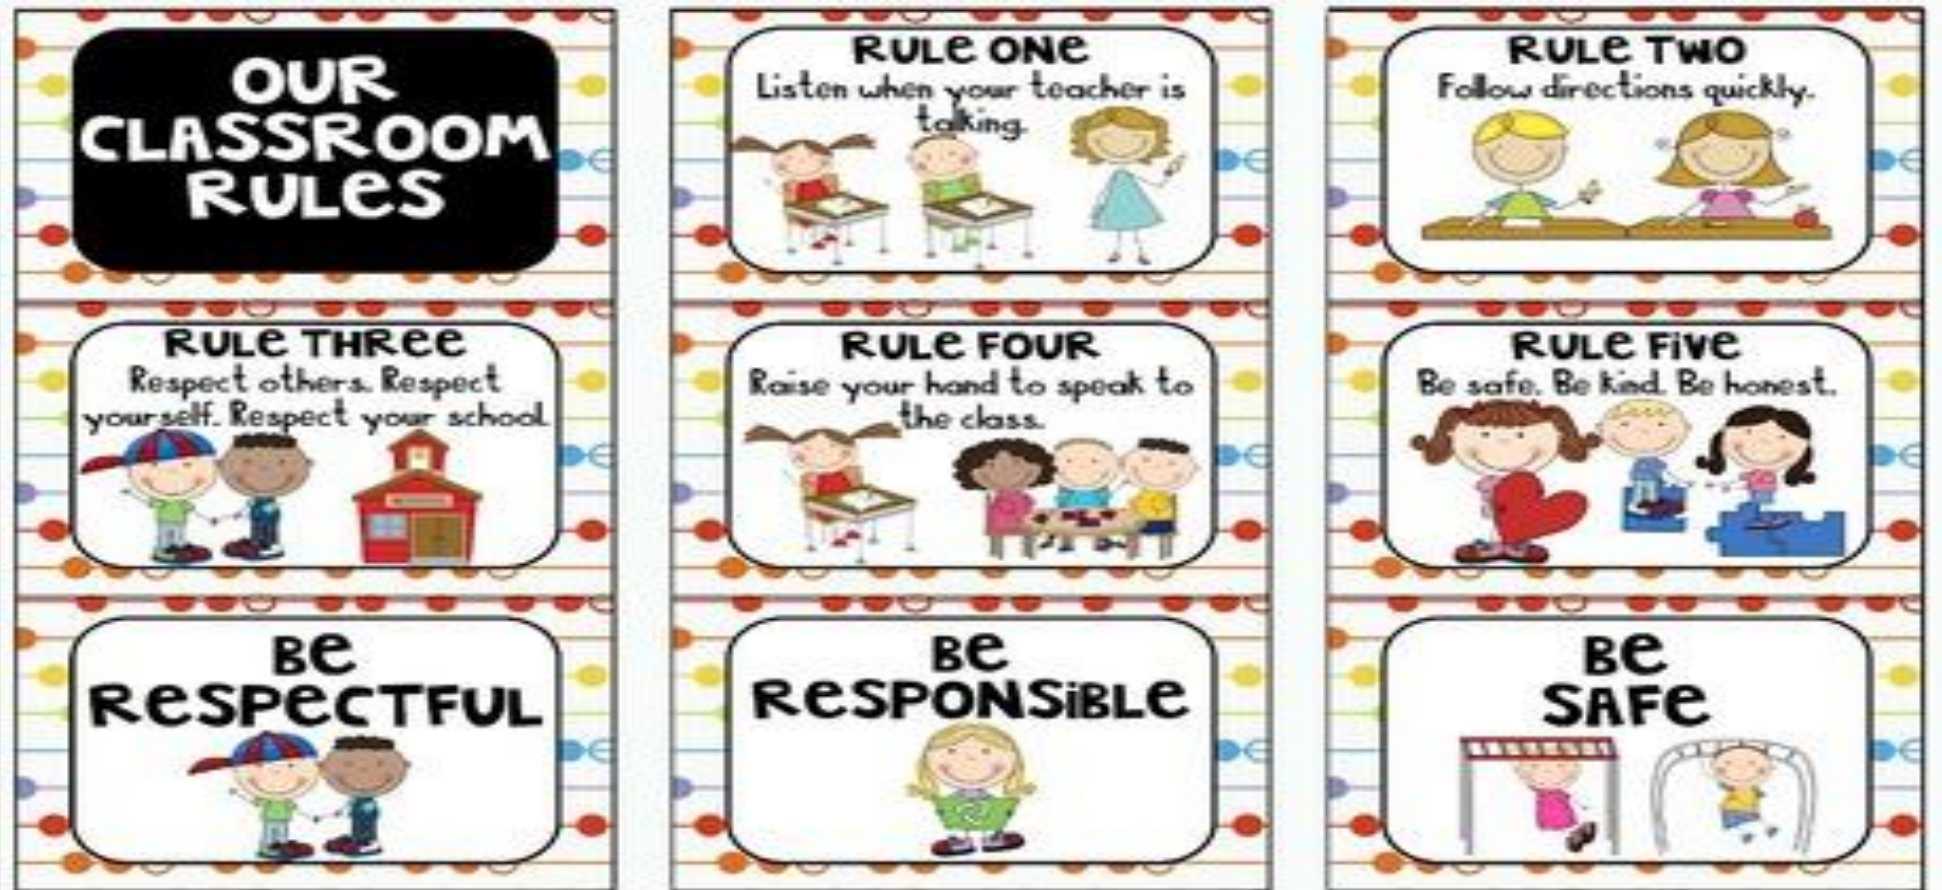 OUR
CLASSROOM
RULES
RULE ONE
Listen when your teacher is
talking.
RULE TWO
Follow directions quickly.
RULE THREE
Respect others. Respect
yourself. Respect your school.
RULE FOUR
Raise your hand to speak to
the class.
RULE FIVE
Be safe. Be kind. Be honest.
BE
RESPECTFUL
BE
RESPONSIBLE
BE
SAFE